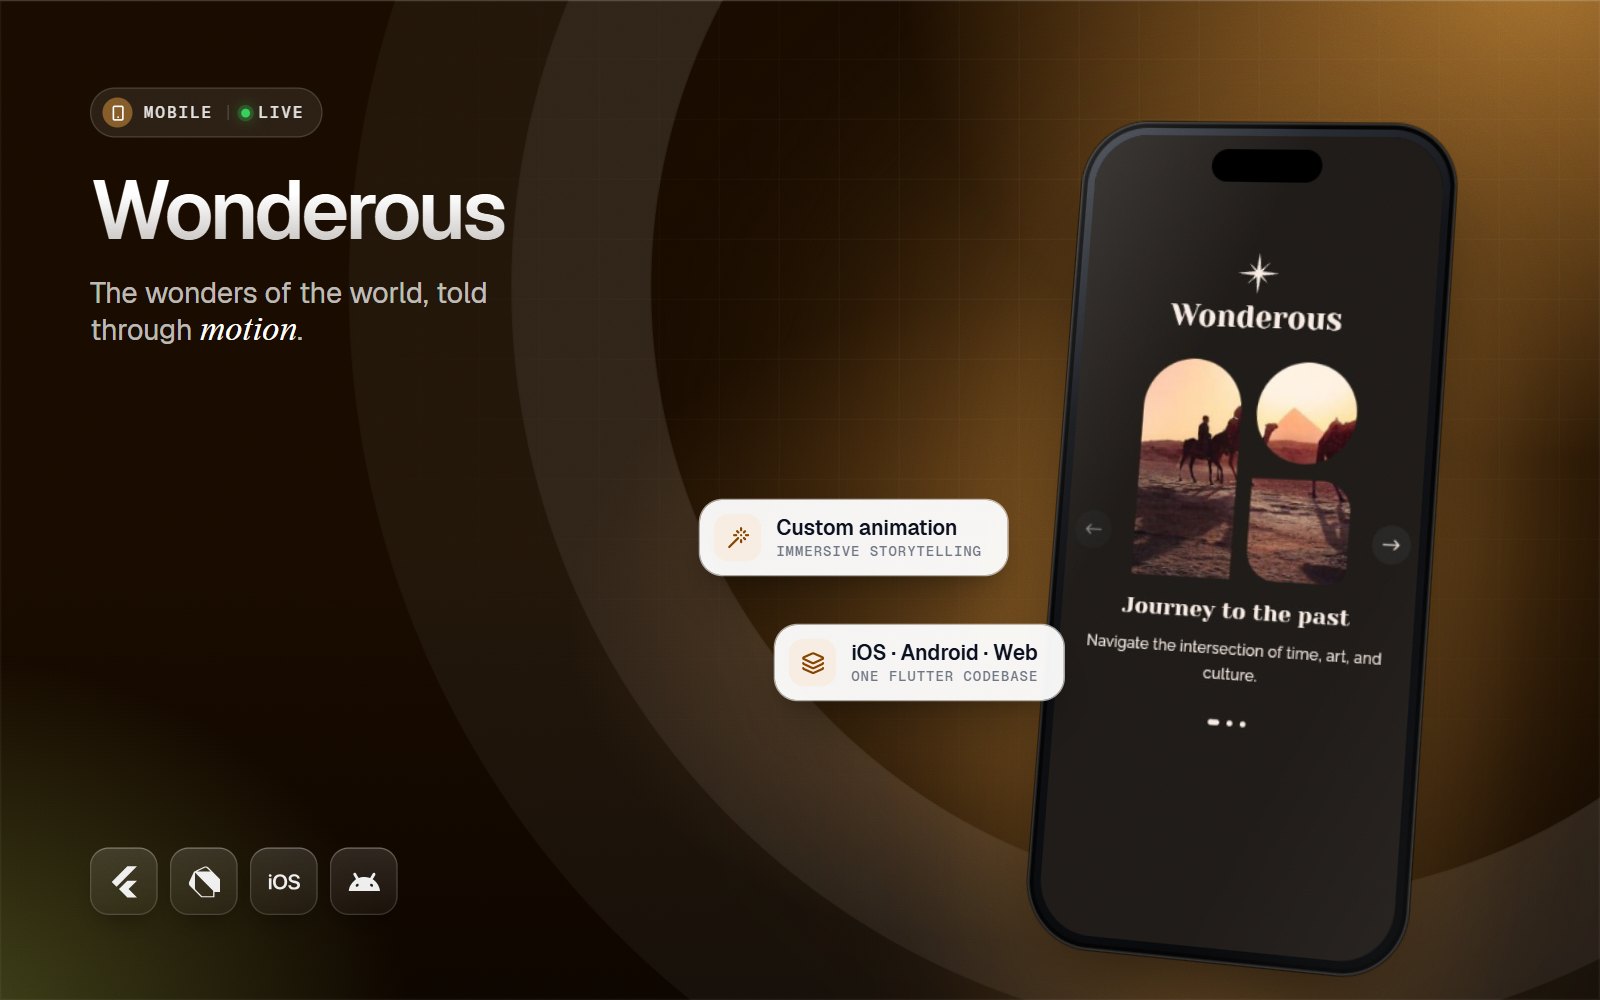 MOBILE | LIVE
Wonderous
The wonders of the world, told
through motion.
Custom animation
IMMERSIVE STORYTELLING
iOS · Android · Web
ONE FLUTTER CODEBASE
iOS
Wonderous
Journey to the past
Navigate the intersection of time, art, and
culture.